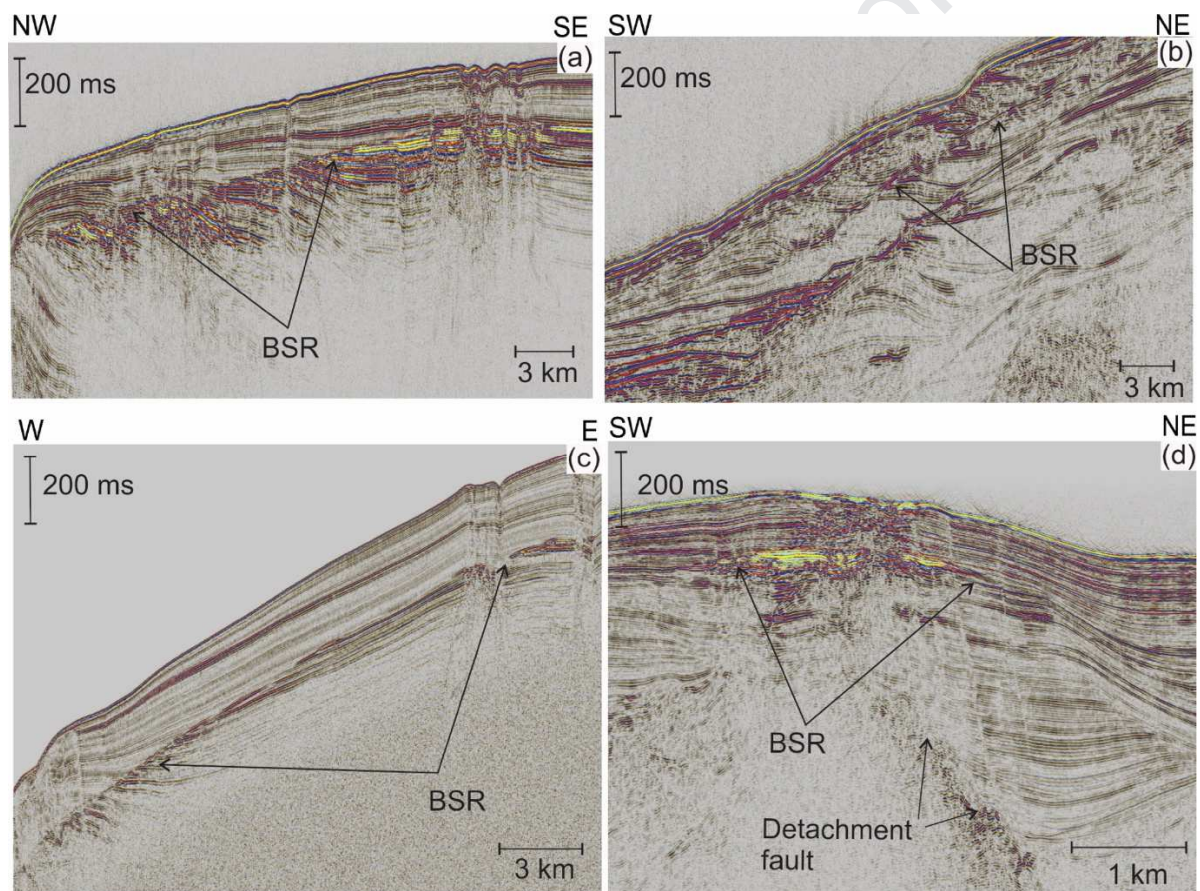 NW SE
(a)
200 ms
BSR
3 km
SW NE
(b)
200 ms
BSR
3 km
W E
(c)
200 ms
BSR
3 km
SW NE
(d)
200 ms
BSR
Detachment
fault
1 km